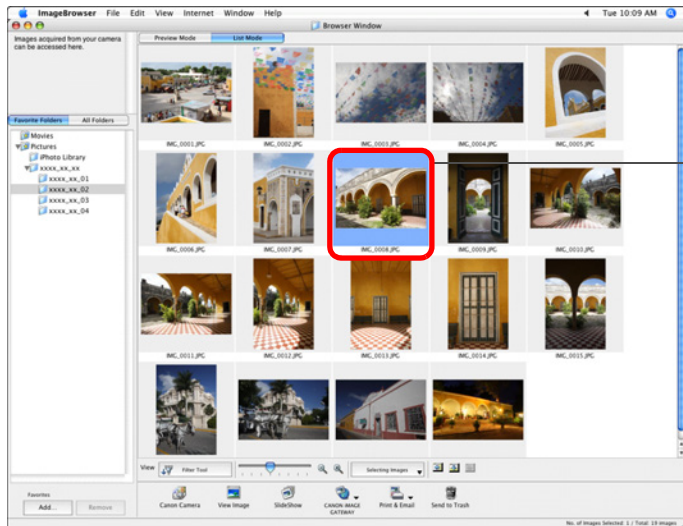 ImageBrowser File Edit View Internet Window Help Tue 10:09 AM
Browser Window
Images acquired from your camera
can be accessed here.
Preview Mode List Mode
Favorite Folders All Folders
Movies
Pictures
iPhoto Library
xxxx_xx_xx
xxxx_xx_01
xxxx_xx_02
xxxx_xx_03
xxxx_xx_04
IMG_0001.JPG IMG_0002.JPG IMG_0003.JPG IMG_0004.JPG IMG_0005.JPG
IMG_0006.JPG IMG_0007.JPG IMG_0008.JPG IMG_0009.JPG IMG_0010.JPG
IMG_0011.JPG IMG_0012.JPG IMG_0013.JPG IMG_0014.JPG IMG_0015.JPG
View Filter Tool Selecting Images
Favorites
Add... Remove
Canon Camera View Image SlideShow CANON iMAGE GATEWAY Print & Email Send to Trash
No. of Images Selected 1 / Total 19 images